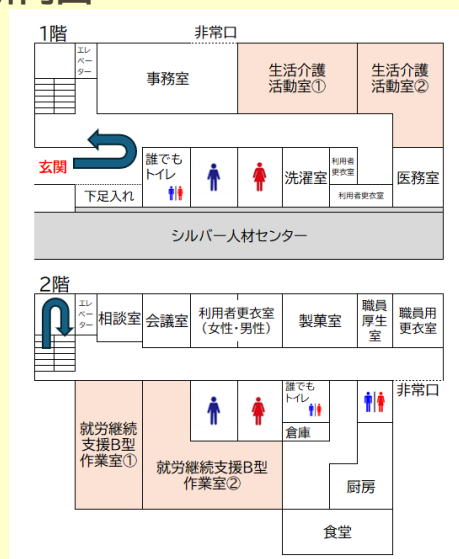 1階
非常口
エレ
ベー
ター
事務室
生活介護
活動室①
生活介護
活動室②
玄関
下足入れ
誰でも
トイレ
洗濯室
利用者
更衣室
利用者更衣室
医務室
シルバー人材センター
2階
エレ
ベー
ター
相談室
会議室
利用者更衣室
(女性・男性)
製菓室
職員
厚生
室
職員用
更衣室
非常口
就労継続
支援B型
作業室①
就労継続支援B型
作業室②
誰でも
トイレ
倉庫
厨房
食堂